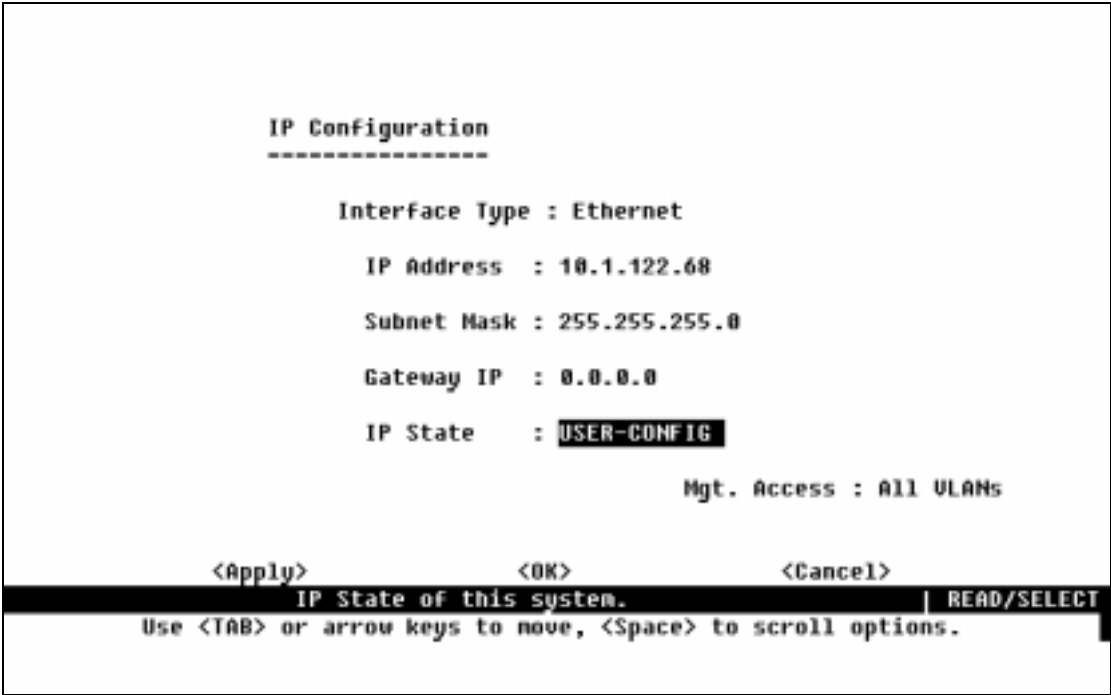 IP Configuration
----------------
Interface Type : Ethernet
IP Address : 10.1.122.68
Subnet Mask : 255.255.255.0
Gateway IP : 0.0.0.0
IP State : USER-CONFIG
Mgt. Access : All VLANs
<Apply> <OK> <Cancel>
IP State of this system. | READ/SELECT
Use <TAB> or arrow keys to move, <Space> to scroll options.